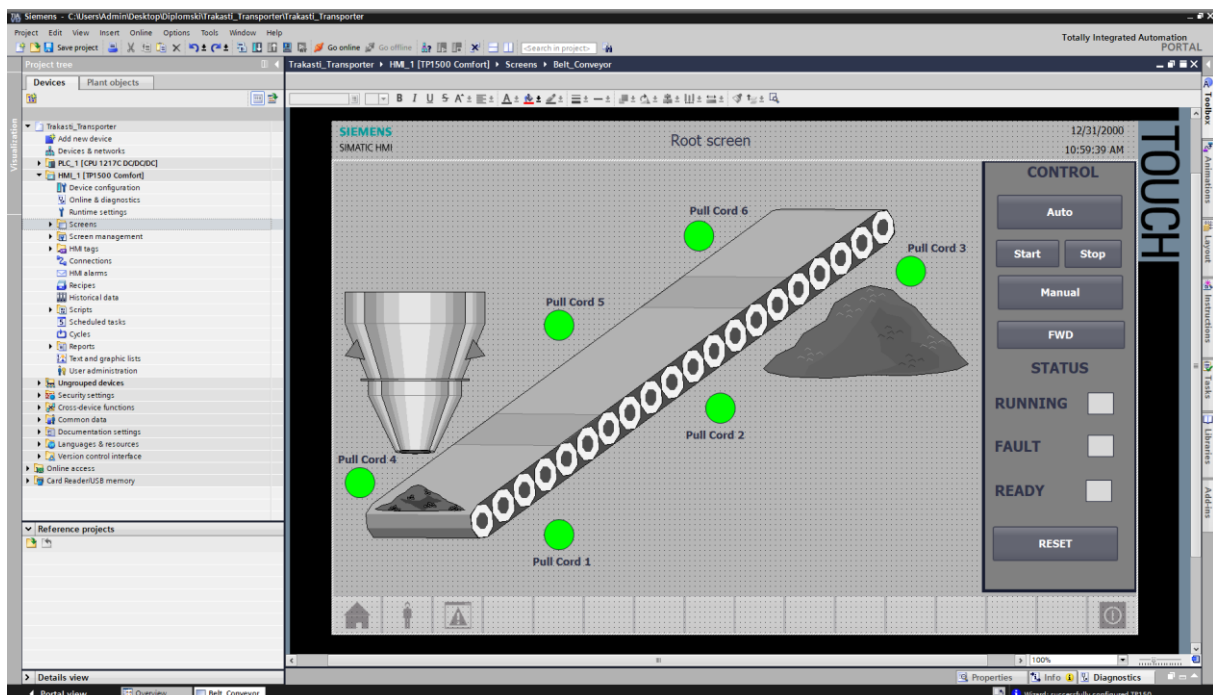 Siemens - C:\Users\Admin\Desktop\Diplomski\Trakasti_Transporter\Trakasti_Transporter
Project Edit View Insert Online Options Tools Window Help
Totally Integrated Automation
PORTAL
Save project
Go online
Go offline
<Search in project>
Project tree
Trakasti_Transporter ▸ HMI_1 [TP1500 Comfort] ▸ Screens ▸ Belt_Conveyor
Devices
Plant objects
Visualization
Trakasti_Transporter
Add new device
Devices & networks
PLC_1 [CPU 1217C DC/DC/DC]
HMI_1 [TP1500 Comfort]
Device configuration
Online & diagnostics
Runtime settings
Screens
Screen management
HMI tags
Connections
HMI alarms
Recipes
Historical data
Scripts
Scheduled tasks
Cycles
Reports
Text and graphic lists
User administration
Ungrouped devices
Security settings
Cross-device functions
Common data
Documentation settings
Languages & resources
Version control interface
Online access
Card Reader/USB memory
Reference projects
Details view
B I U S A
SIEMENS
SIMATIC HMI
Root screen
12/31/2000
10:59:39 AM
TOUCH
Pull Cord 6
Pull Cord 3
Pull Cord 5
Pull Cord 2
Pull Cord 4
Pull Cord 1
CONTROL
Auto
Start
Stop
Manual
FWD
STATUS
RUNNING
FAULT
READY
RESET
Toolbox
Animations
Layout
Instructions
Tasks
Libraries
Add-ins
100%
Properties
Info
Diagnostics
Portal view
Overview
Belt_Conveyor
Wizard: successfully configured TP150